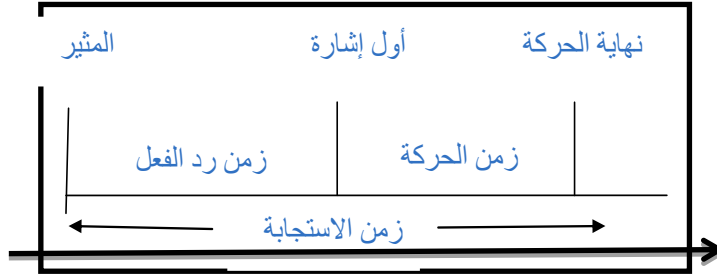 المثير أول إشارة نهاية الحركة
زمن رد الفعل زمن الحركة
زمن الاستجابة